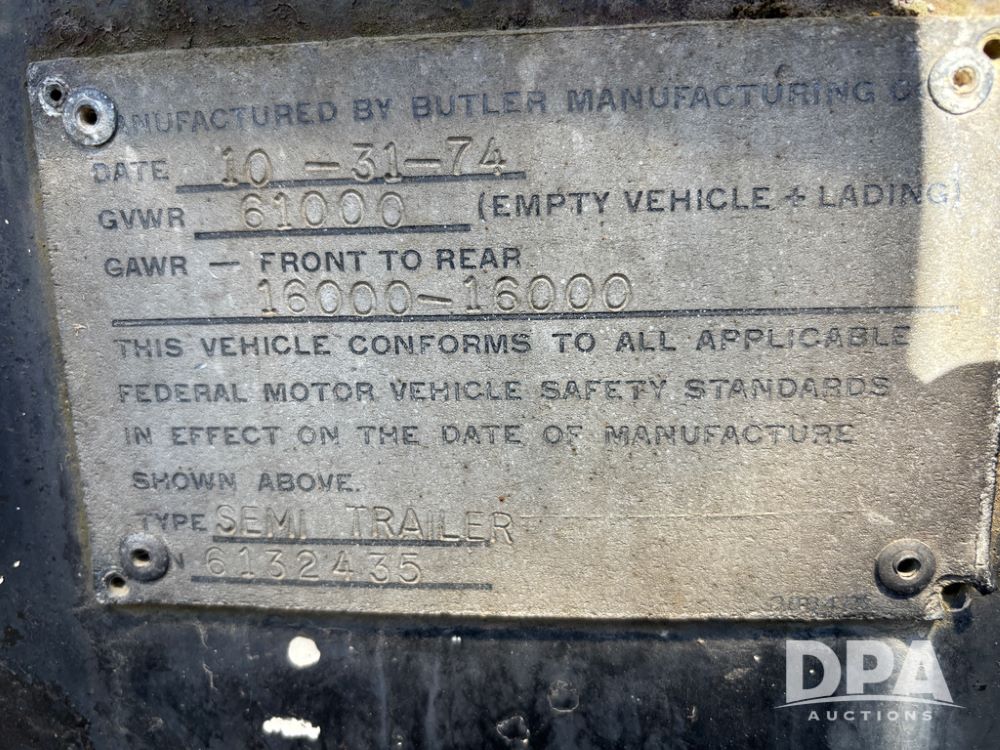 MANUFACTURED BY BUTLER MANUFACTURING
DATE 10-31-74
GVWR 61000 (EMPTY VEHICLE + LADING)
GAWR — FRONT TO REAR
16000-16000
THIS VEHICLE CONFORMS TO ALL APPLICABLE
FEDERAL MOTOR VEHICLE SAFETY STANDARDS
IN EFFECT ON THE DATE OF MANUFACTURE
SHOWN ABOVE.
TYPE SEMI TRAILER
6132435
DPA
AUCTIONS